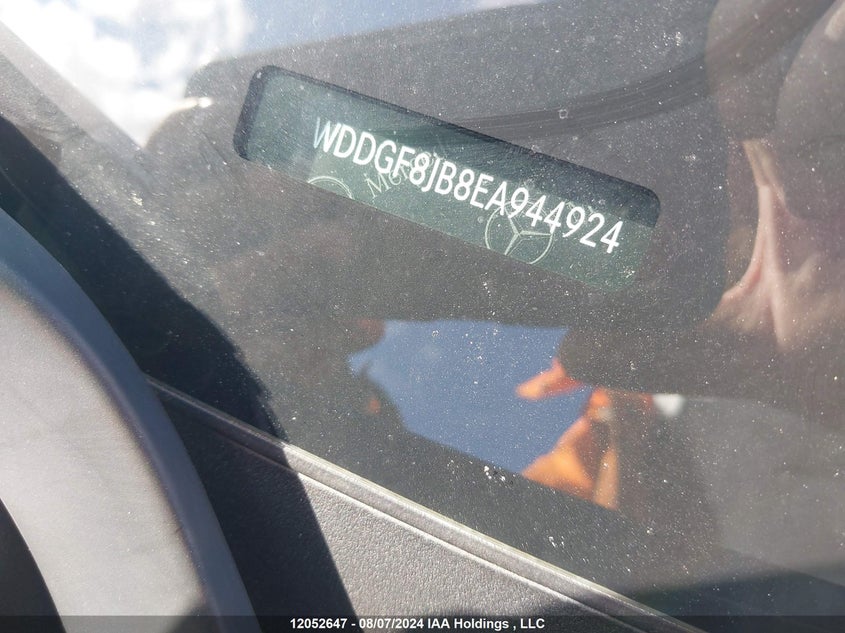 WDDGF8JB8EA944924
12052647 - 08/07/2024 IAA Holdings , LLC